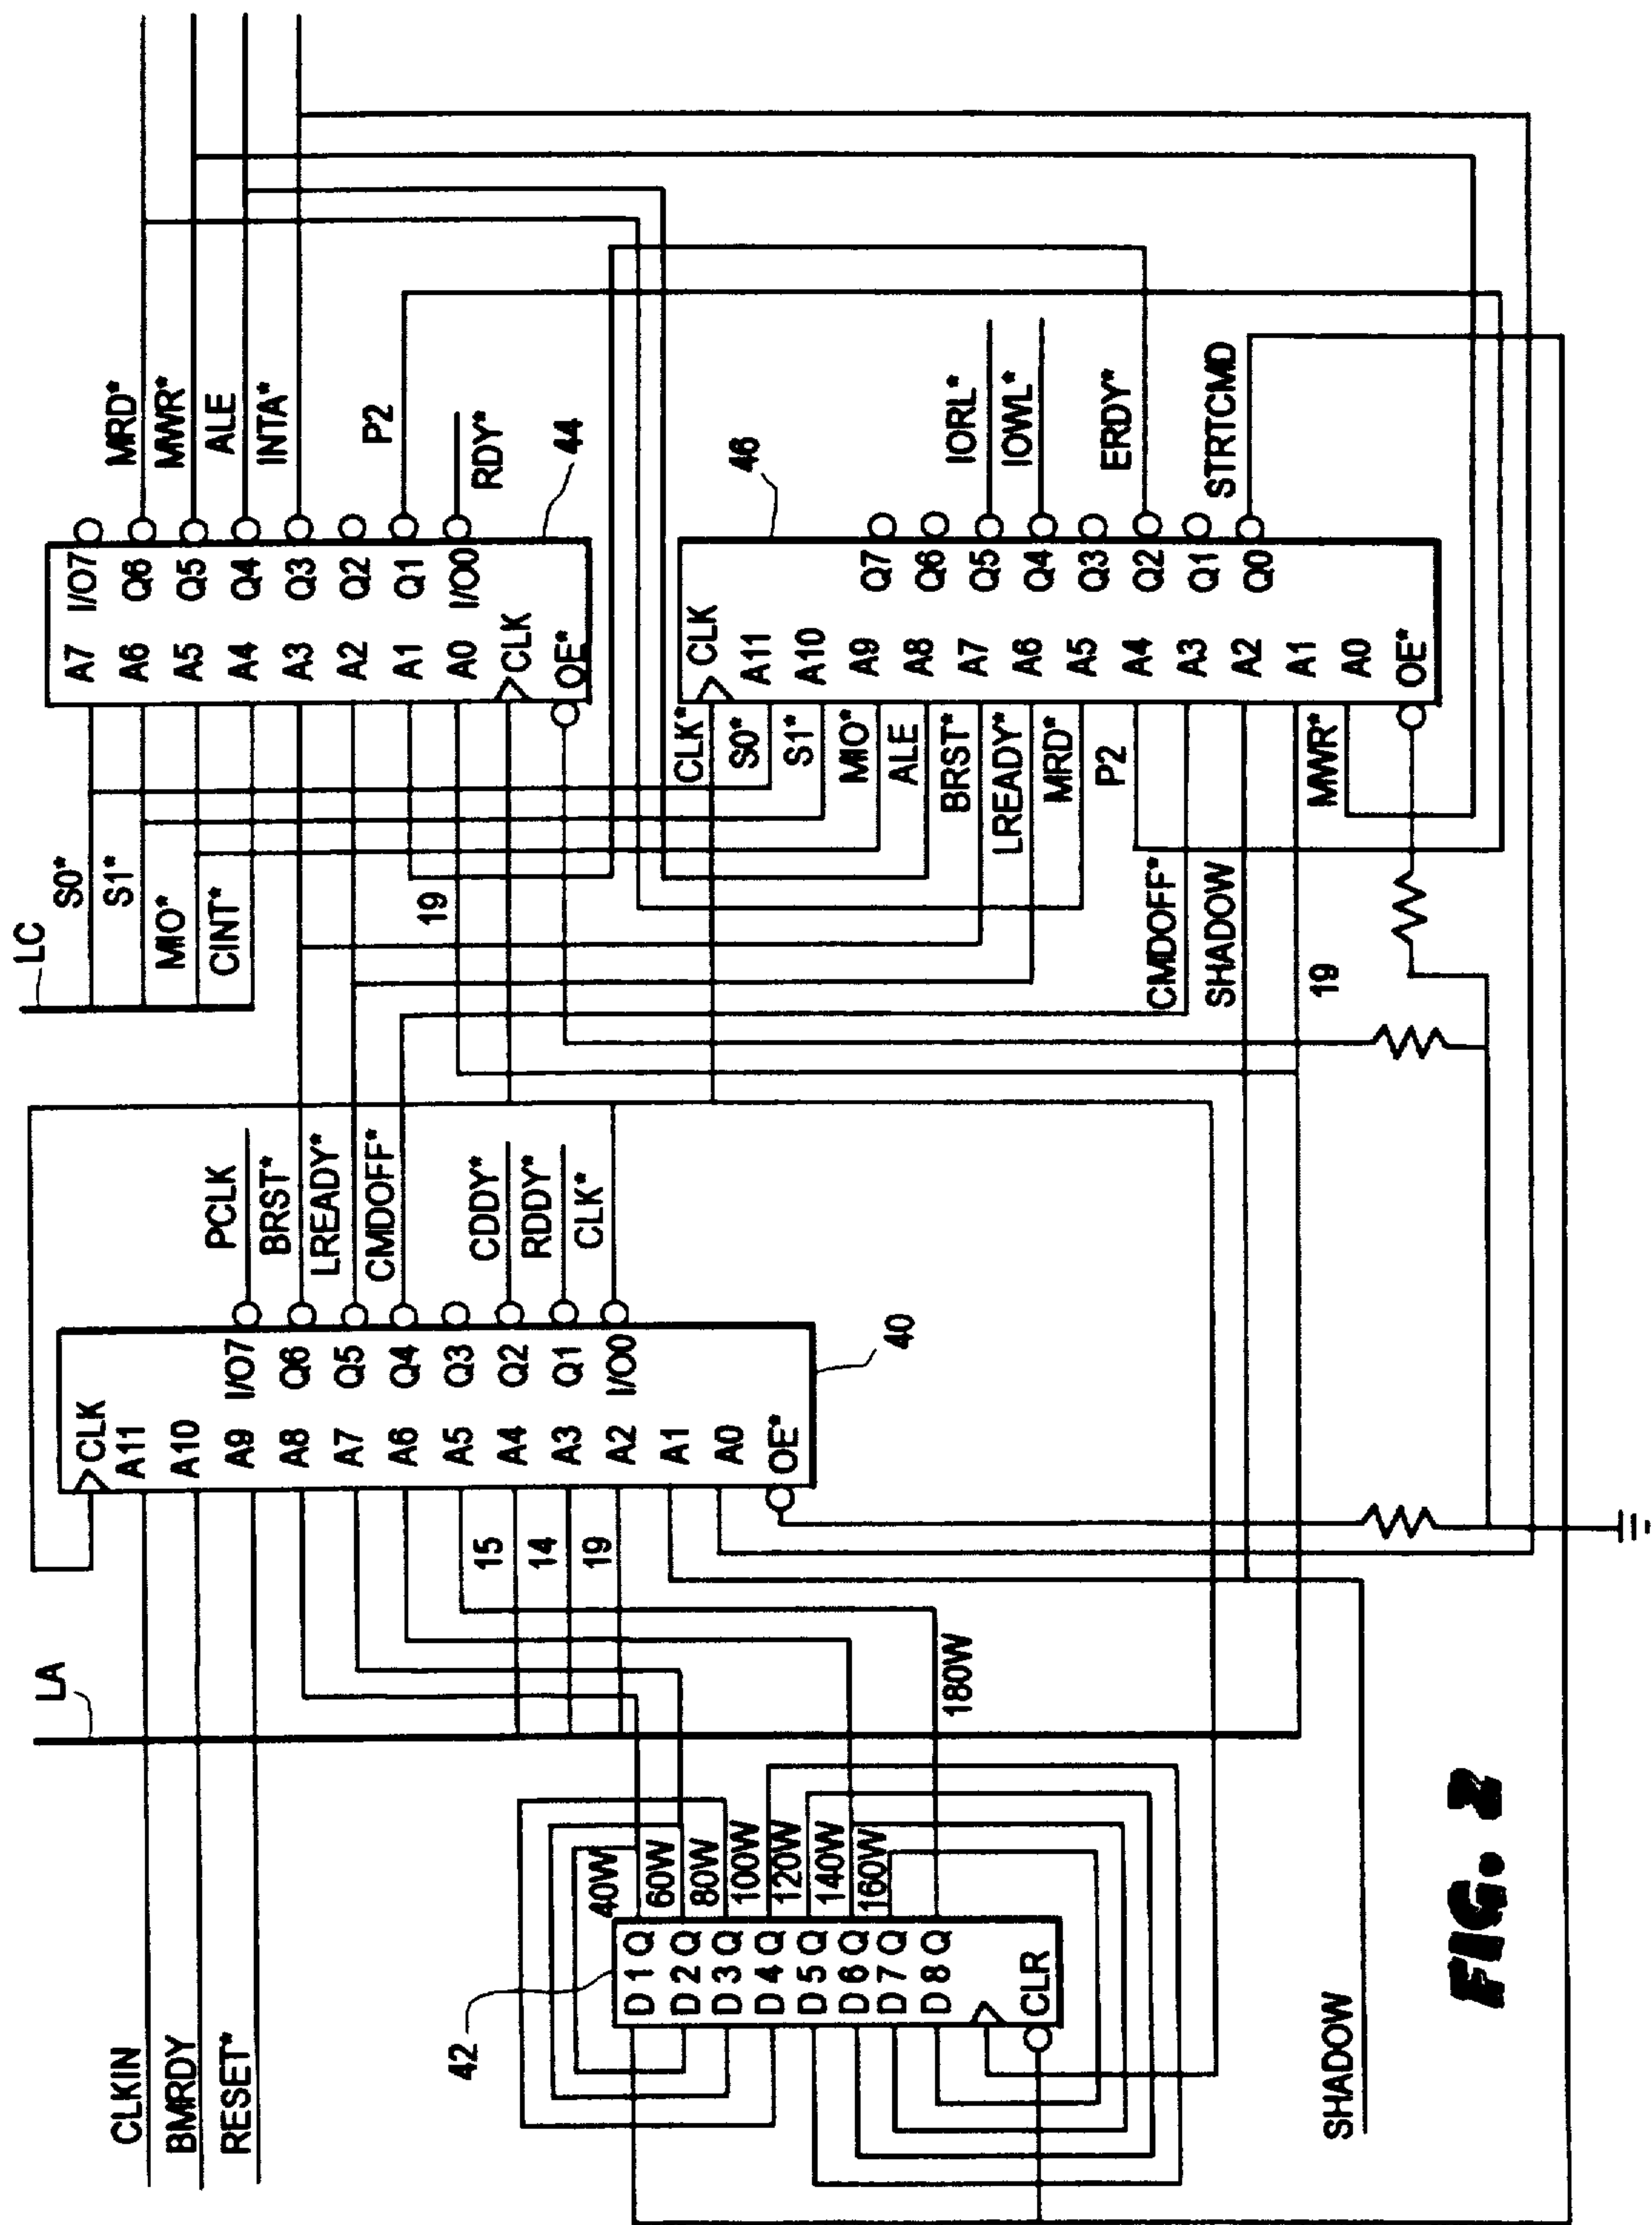 CLKIN
BMRDY
RESET*
LA
42
D 1 Q
D 2 Q
D 3 Q
D 4 Q
D 5 Q
D 6 Q
D 7 Q
D 8 Q
CLR
40W
60W
80W
100W
120W
140W
160W
180W
SHADOW
15
14
19
CLK
A11
A10
A9 I/O7
A8 Q6
A7 Q5
A6 Q4
A5 Q3
A4 Q2
A3 Q1
A2 I/O0
A1
A0
OE*
40
PCLK
BRST*
LREADY*
CMDOFF*
CDDY*
RDDY*
CLK*
LC
S0*
S1*
MIO*
CINT*
19
A7 I/O7
A6 Q6
A5 Q5
A4 Q4
A3 Q3
A2 Q2
A1 Q1
A0 I/O0
CLK
OE*
44
MRD*
MWR*
ALE
INTA*
P2
RDY*
CLK*
S0*
S1*
MIO*
ALE
BRST*
LREADY*
MRD*
P2
CMDOFF*
SHADOW
19
MWR*
CLK
A11
A10
A9 Q7
A8 Q6
A7 Q5
A6 Q4
A5 Q3
A4 Q2
A3 Q1
A2 Q0
A1
A0
OE*
46
IORL*
IOWL*
ERDY*
STRTCMD
FIG. 2